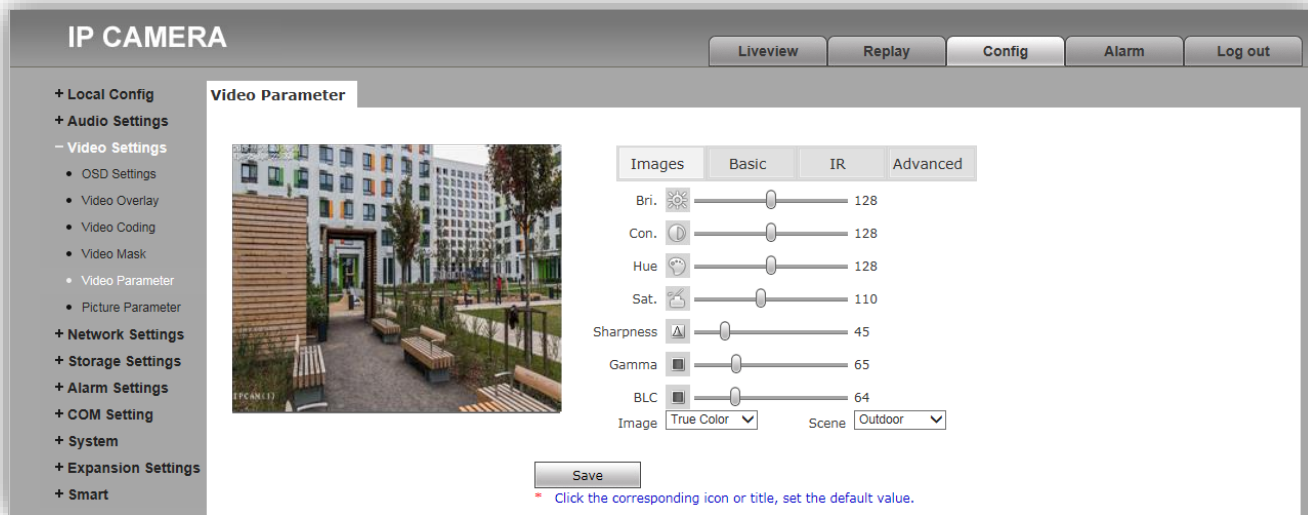 IP CAMERA
Liveview Replay Config Alarm Log out
+ Local Config
+ Audio Settings
− Video Settings
• OSD Settings
• Video Overlay
• Video Coding
• Video Mask
• Video Parameter
• Picture Parameter
+ Network Settings
+ Storage Settings
+ Alarm Settings
+ COM Setting
+ System
+ Expansion Settings
+ Smart
Video Parameter
IPCAM(1)
Images Basic IR Advanced
Bri. 128
Con. 128
Hue 128
Sat. 110
Sharpness 45
Gamma 65
BLC 64
Image True Color Scene Outdoor
Save
* Click the corresponding icon or title, set the default value.